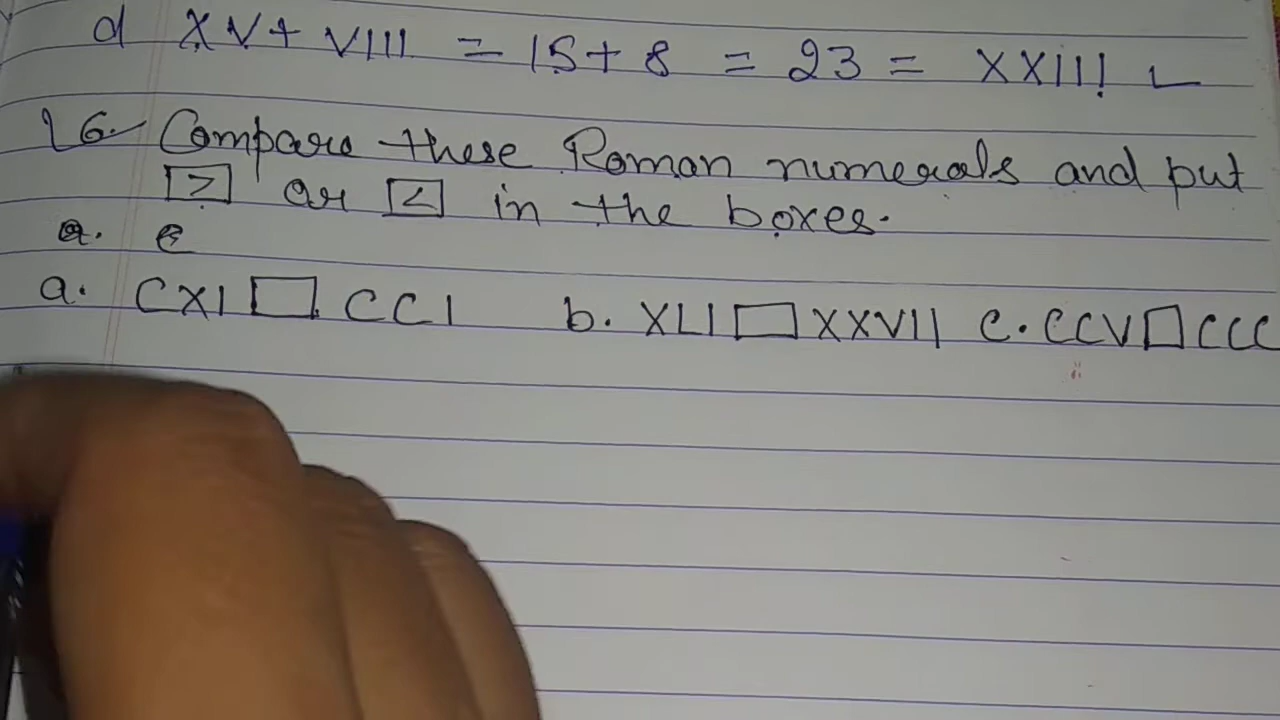 d XV+ VIII = 15+ 8 = 23 = XXIII
26. Compare these Roman numerals and put
> or < in the boxes.
a. c
a. CXI □ CCI b. XLI □ XXVII c. CCV □ CCC